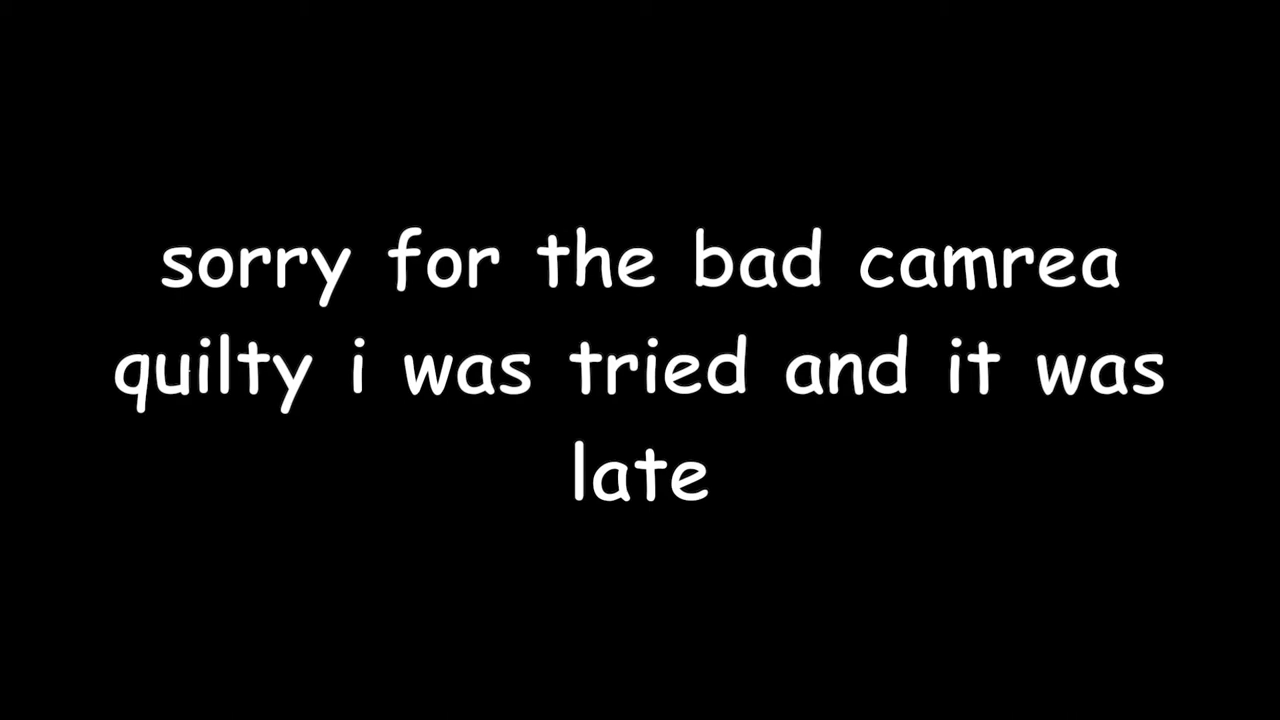 sorry for the bad camrea
quilty i was tried and it was
late